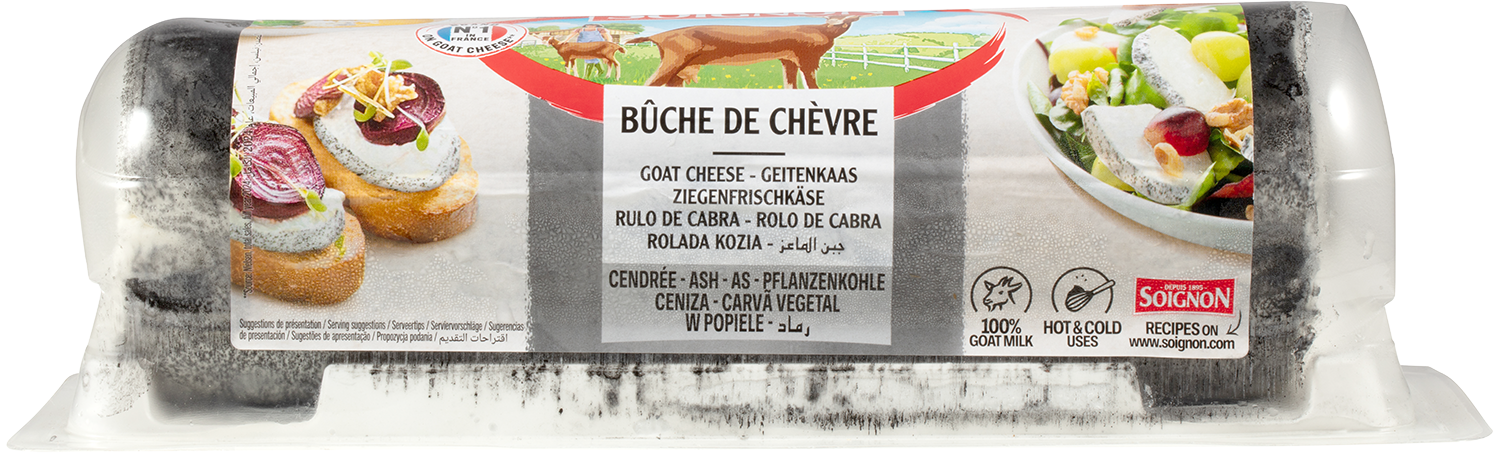 SOIGNON
N°1
IN
FRANCE
ON GOAT CHEESE**
BÛCHE DE CHÈVRE
GOAT CHEESE - GEITENKAAS
ZIEGENFRISCHKÄSE
RULO DE CABRA - ROLO DE CABRA
ROLADA KOZIA - جبن الماعز
CENDRÉE - ASH - AS - PFLANZENKOHLE
CENIZA - CARVÃ VEGETAL
W POPIELE - رماد
Suggestions de présentation / Serving suggestions / Serveertips / Serviervorschläge / Sugerencias
de presentación / Sugestões de apresentação / Propozycja podania / اقتراحات التقديم
100%
GOAT MILK
HOT & COLD
USES
DEPUIS 1895
SOIGNON
RECIPES ON
www.soignon.com